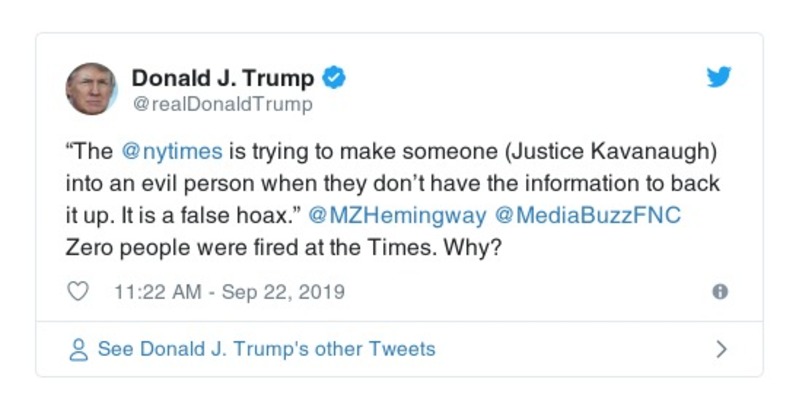 Donald J. Trump
@realDonaldTrump
“The @nytimes is trying to make someone (Justice Kavanaugh)
into an evil person when they don’t have the information to back
it up. It is a false hoax.” @MZHemingway @MediaBuzzFNC
Zero people were fired at the Times. Why?
11:22 AM - Sep 22, 2019
See Donald J. Trump's other Tweets